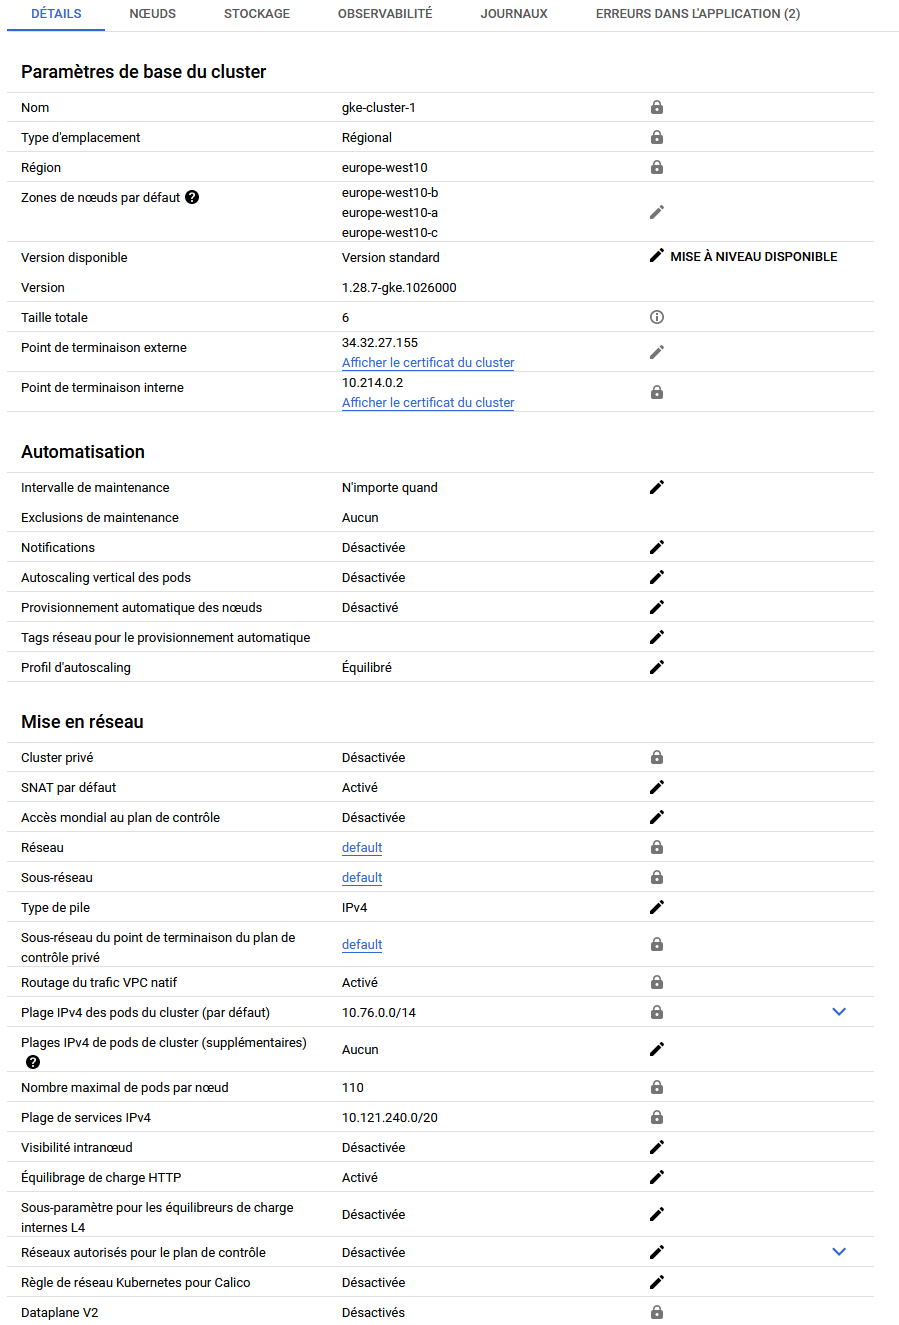 DÉTAILS NŒUDS STOCKAGE OBSERVABILITÉ JOURNAUX ERREURS DANS L'APPLICATION (2)
Paramètres de base du cluster
Nom gke-cluster-1
Type d'emplacement Régional
Région europe-west10
Zones de nœuds par défaut europe-west10-b
europe-west10-a
europe-west10-c
Version disponible Version standard MISE À NIVEAU DISPONIBLE
Version 1.28.7-gke.1026000
Taille totale 6
Point de terminaison externe 34.32.27.155
Afficher le certificat du cluster
Point de terminaison interne 10.214.0.2
Afficher le certificat du cluster
Automatisation
Intervalle de maintenance N'importe quand
Exclusions de maintenance Aucun
Notifications Désactivée
Autoscaling vertical des pods Désactivée
Provisionnement automatique des nœuds Désactivé
Tags réseau pour le provisionnement automatique
Profil d'autoscaling Équilibré
Mise en réseau
Cluster privé Désactivée
SNAT par défaut Activé
Accès mondial au plan de contrôle Désactivée
Réseau default
Sous-réseau default
Type de pile IPv4
Sous-réseau du point de terminaison du plan de
contrôle privé default
Routage du trafic VPC natif Activé
Plage IPv4 des pods du cluster (par défaut) 10.76.0.0/14
Plages IPv4 de pods de cluster (supplémentaires) Aucun
Nombre maximal de pods par nœud 110
Plage de services IPv4 10.121.240.0/20
Visibilité intranœud Désactivée
Équilibrage de charge HTTP Activé
Sous-paramètre pour les équilibreurs de charge
internes L4 Désactivée
Réseaux autorisés pour le plan de contrôle Désactivée
Règle de réseau Kubernetes pour Calico Désactivée
Dataplane V2 Désactivés